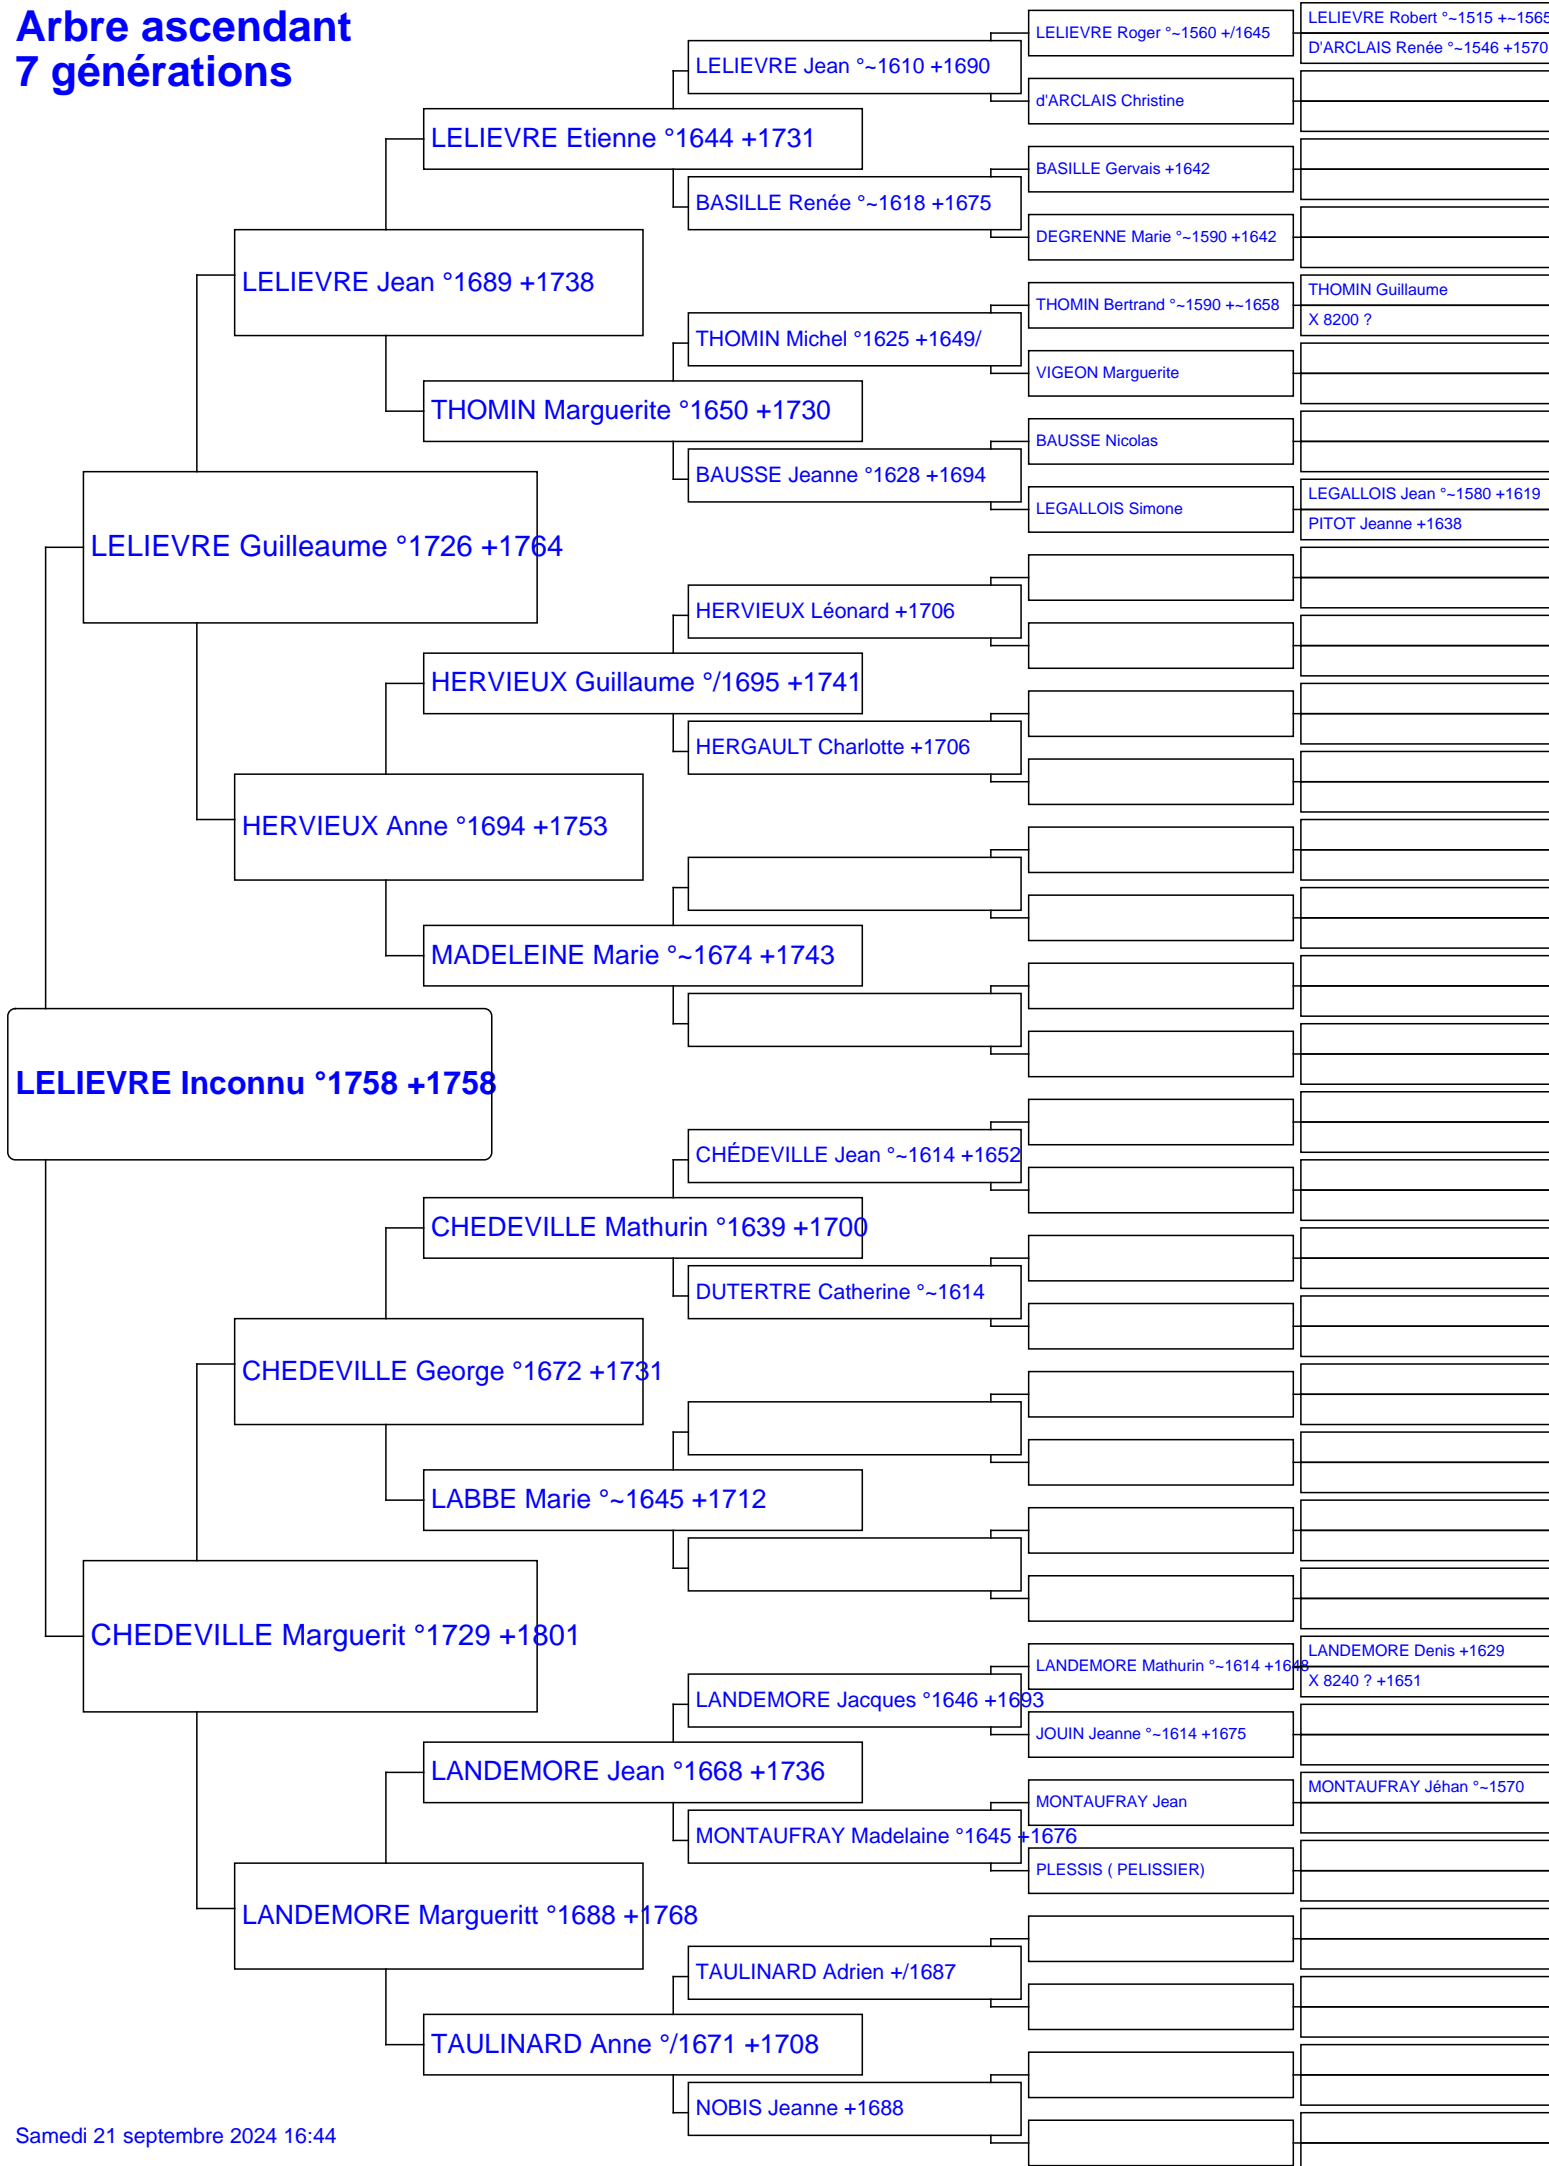 Arbre ascendant
7 générations
LELIEVRE Inconnu °1758 +1758
LELIEVRE Guilleaume °1726 +1764
CHEDEVILLE Marguerit °1729 +1801
LELIEVRE Jean °1689 +1738
HERVIEUX Anne °1694 +1753
CHEDEVILLE George °1672 +1731
LANDEMORE Margueritt °1688 +1768
LELIEVRE Etienne °1644 +1731
THOMIN Marguerite °1650 +1730
HERVIEUX Guillaume °/1695 +1741
MADELEINE Marie °~1674 +1743
CHEDEVILLE Mathurin °1639 +1700
LABBE Marie °~1645 +1712
LANDEMORE Jean °1668 +1736
TAULINARD Anne °/1671 +1708
LELIEVRE Jean °~1610 +1690
BASILLE Renée °~1618 +1675
THOMIN Michel °1625 +1649/
BAUSSE Jeanne °1628 +1694
HERVIEUX Léonard +1706
HERGAULT Charlotte +1706
CHÉDEVILLE Jean °~1614 +1652
DUTERTRE Catherine °~1614
LANDEMORE Jacques °1646 +1693
MONTAUFRAY Madelaine °1645 +1676
TAULINARD Adrien +/1687
NOBIS Jeanne +1688
LELIEVRE Roger °~1560 +/1645
d'ARCLAIS Christine
BASILLE Gervais +1642
DEGRENNE Marie °~1590 +1642
THOMIN Bertrand °~1590 +~1658
VIGEON Marguerite
BAUSSE Nicolas
LEGALLOIS Simone
LANDEMORE Mathurin °~1614 +1648
JOUIN Jeanne °~1614 +1675
MONTAUFRAY Jean
PLESSIS ( PELISSIER)
LELIEVRE Robert °~1515 +~1565
D'ARCLAIS Renée °~1546 +1570
THOMIN Guillaume
X 8200 ?
LEGALLOIS Jean °~1580 +1619
PITOT Jeanne +1638
LANDEMORE Denis +1629
X 8240 ? +1651
MONTAUFRAY Jéhan °~1570
Samedi 21 septembre 2024 16:44